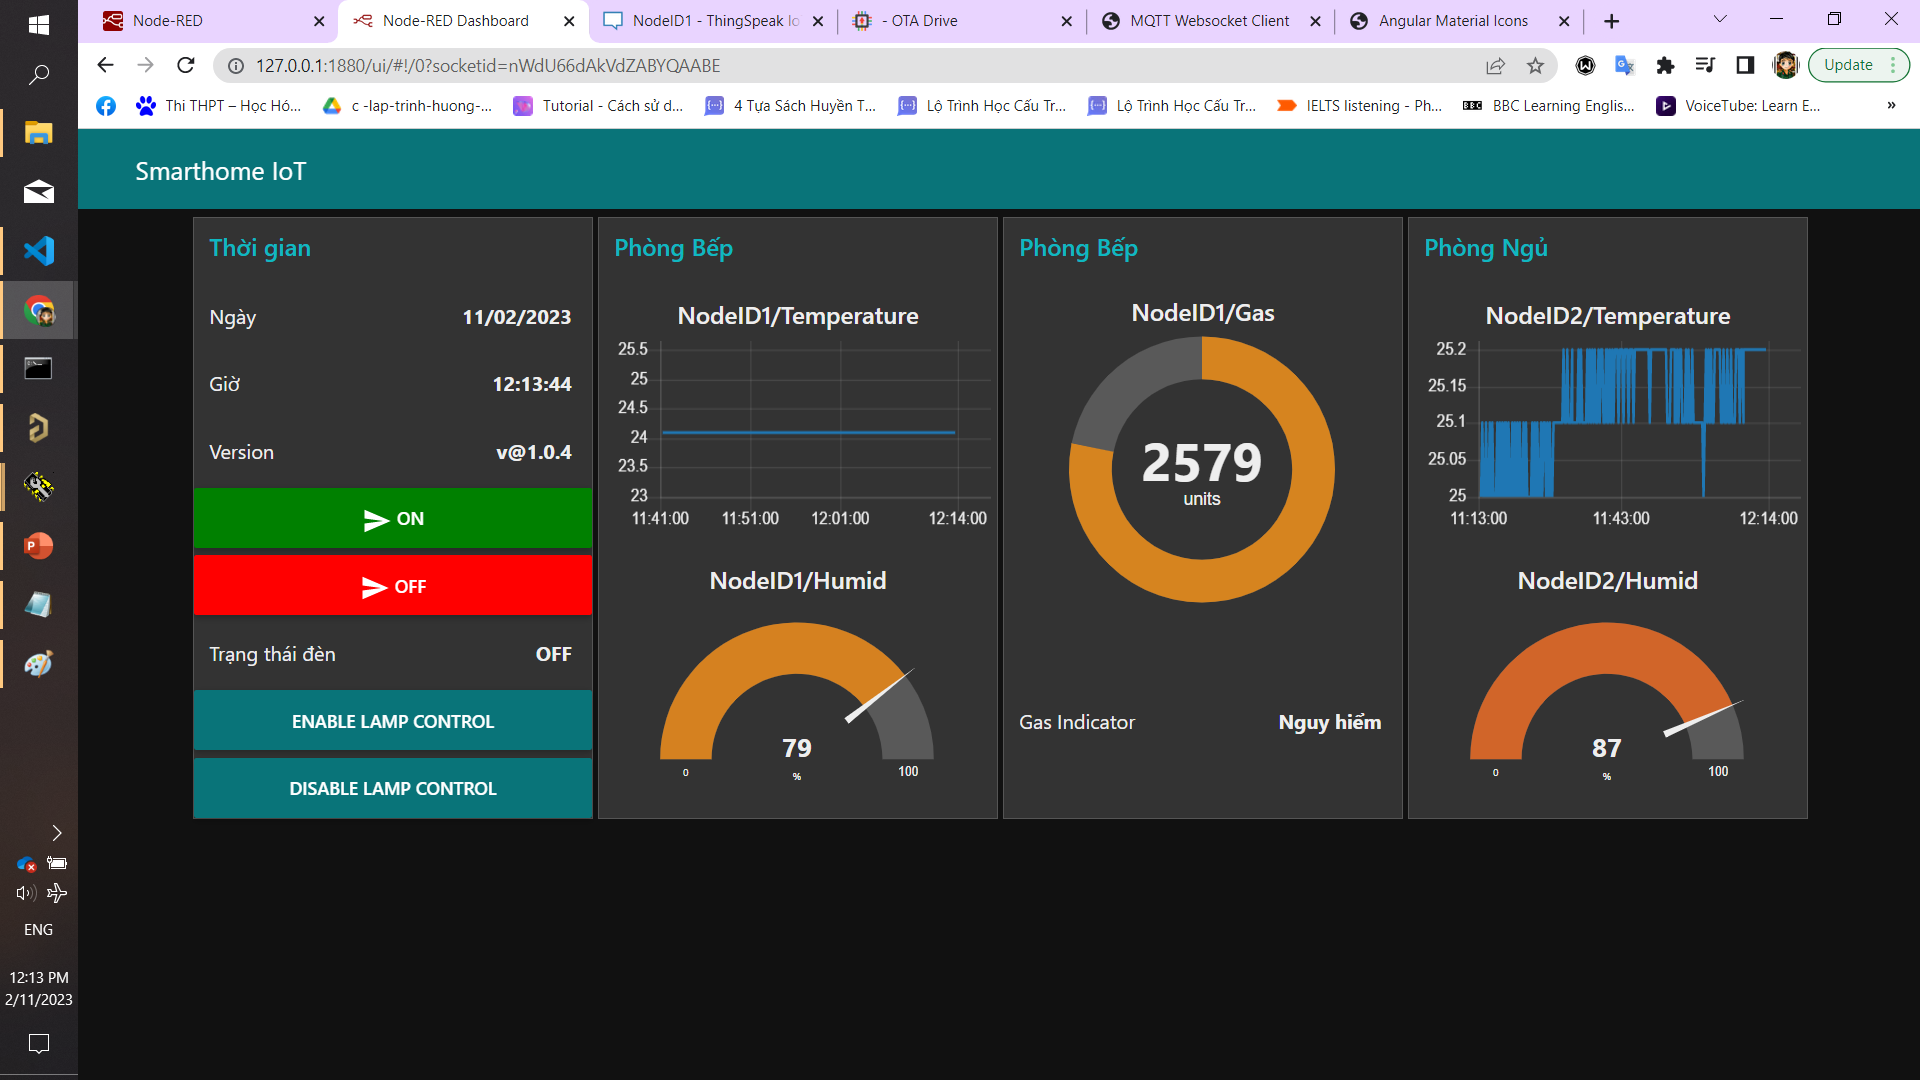 Node-RED
Node-RED Dashboard
NodeID1 - ThingSpeak Io
- OTA Drive
MQTT Websocket Client
Angular Material Icons
127.0.0.1:1880/ui/#!/0?socketid=nWdU66dAkVdZABYQAABE
Update
Thi THPT – Học Hó...
c -lap-trinh-huong-...
Tutorial - Cách sử d...
4 Tựa Sách Huyền T...
Lộ Trình Học Cấu Tr...
Lộ Trình Học Cấu Tr...
IELTS listening - Ph...
BBC
BBC Learning Englis...
VoiceTube: Learn E...
»
Smarthome IoT
Thời gian
Ngày
11/02/2023
Giờ
12:13:44
Version
v@1.0.4
ON
OFF
Trạng thái đèn
OFF
ENABLE LAMP CONTROL
DISABLE LAMP CONTROL
Phòng Bếp
NodeID1/Temperature
25.5
25
24.5
24
23.5
23
11:41:00
11:51:00
12:01:00
12:14:00
NodeID1/Humid
79
%
0
100
Phòng Bếp
NodeID1/Gas
2579
units
Gas Indicator
Nguy hiểm
Phòng Ngủ
NodeID2/Temperature
25.2
25.15
25.1
25.05
25
11:13:00
11:43:00
12:14:00
NodeID2/Humid
87
%
0
100
ENG
12:13 PM
2/11/2023